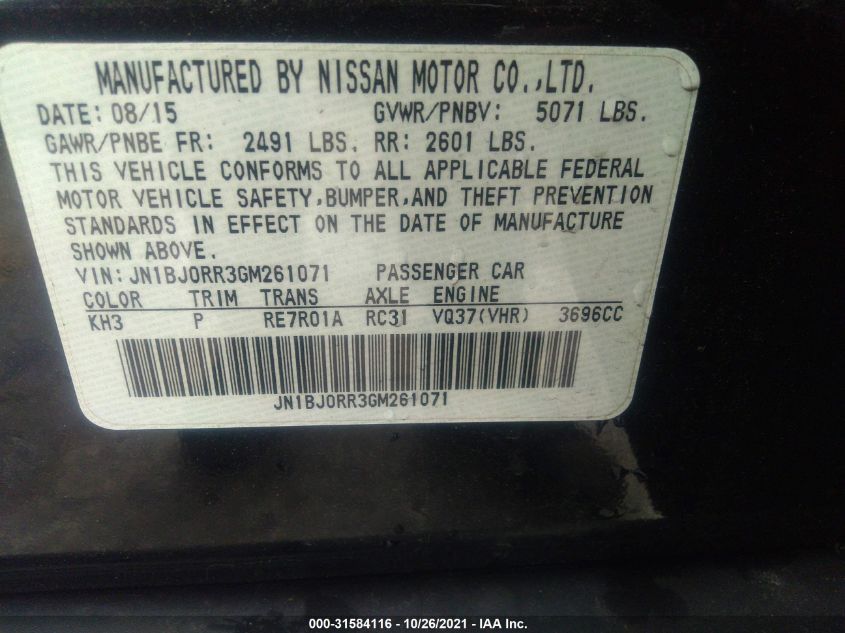 MANUFACTURED BY NISSAN MOTOR CO.,LTD.
DATE: 08/15 GVWR/PNBV: 5071 LBS.
GAWR/PNBE FR: 2491 LBS. RR: 2601 LBS.
THIS VEHICLE CONFORMS TO ALL APPLICABLE FEDERAL
MOTOR VEHICLE SAFETY,BUMPER,AND THEFT PREVENTION
STANDARDS IN EFFECT ON THE DATE OF MANUFACTURE
SHOWN ABOVE.
VIN:JN1BJ0RR3GM261071 PASSENGER CAR
COLOR TRIM TRANS AXLE ENGINE
KH3 P RE7R01A RC31 VQ37(VHR) 3696CC
JN1BJ0RR3GM261071
000-31584116 - 10/26/2021 - IAA Inc.